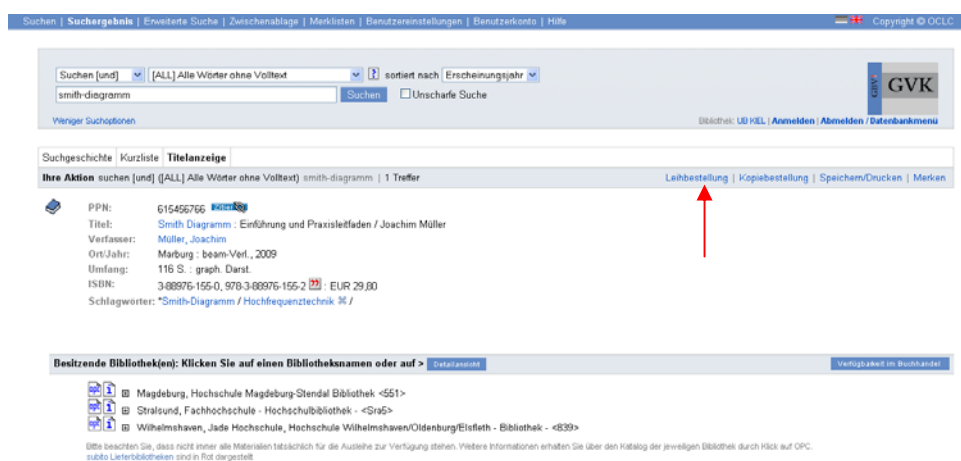 Suchen | Suchergebnis | Erweiterte Suche | Zwischenablage | Merklisten | Benutzereinstellungen | Benutzerkonto | Hilfe Copyright © OCLC
Suchen [und] [ALL] Alle Wörter ohne Volltext sortiert nach Erscheinungsjahr
smith-diagramm Suchen Unscharfe Suche
GBV GVK
Weniger Suchoptionen Bibliothek: UB KIEL | Anmelden | Abmelden / Datenbankmenü
Suchgeschichte Kurzliste Titelanzeige
Ihre Aktion suchen [und] ([ALL] Alle Wörter ohne Volltext) smith-diagramm | 1 Treffer Leihbestellung | Kopiebestellung | Speichern/Drucken | Merken
PPN: 615456766
Titel: Smith Diagramm : Einführung und Praxisleitfaden / Joachim Müller
Verfasser: Müller, Joachim
Ort/Jahr: Marburg : beam-Verl., 2009
Umfang: 116 S. : graph. Darst.
ISBN: 3-88976-155-0, 978-3-88976-155-2 : EUR 29,80
Schlagwörter: *Smith-Diagramm / Hochfrequenztechnik /
Besitzende Bibliothek(en): Klicken Sie auf einen Bibliotheksnamen oder auf > Detailansicht Verfügbarkeit im Buchhandel
Magdeburg, Hochschule Magdeburg-Stendal Bibliothek <551>
Stralsund, Fachhochschule - Hochschulbibliothek - <Sra5>
Wilhelmshaven, Jade Hochschule, Hochschule Wilhelmshaven/Oldenburg/Elsfleth - Bibliothek - <839>
Bitte beachten Sie, dass nicht immer alle Materialien tatsächlich für die Ausleihe zur Verfügung stehen. Weitere Informationen erhalten Sie über den Katalog der jeweiligen Bibliothek durch Klick auf OPC.
subito Lieferbibliotheken sind in Rot dargestellt